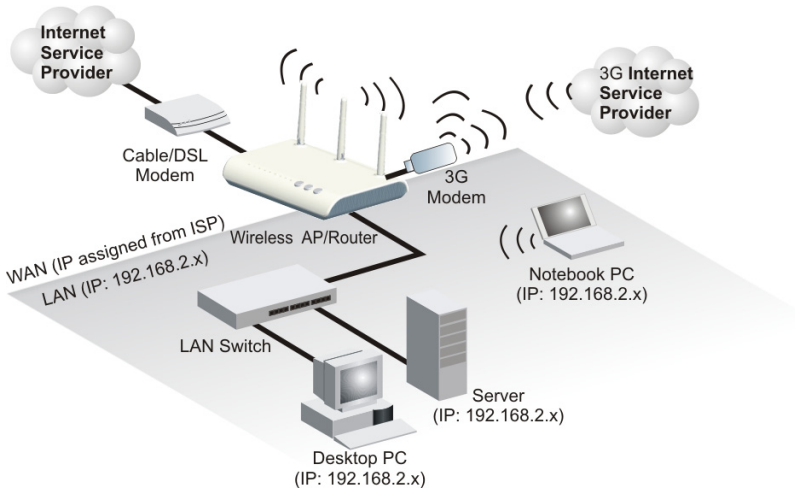 Internet
Service
Provider
3G Internet
Service
Provider
Cable/DSL
Modem
3G
Modem
WAN (IP assigned from ISP)
Wireless AP/Router
LAN (IP: 192.168.2.x)
Notebook PC
(IP: 192.168.2.x)
LAN Switch
Server
(IP: 192.168.2.x)
Desktop PC
(IP: 192.168.2.x)